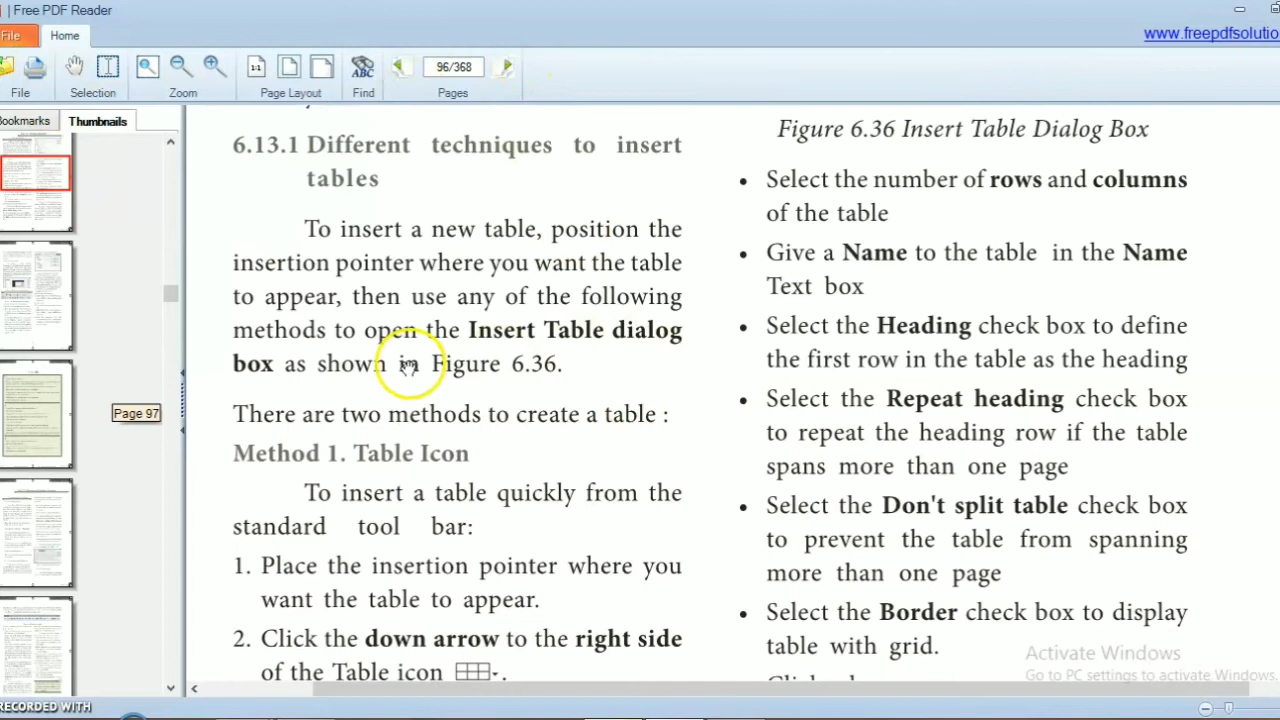 | Free PDF Reader
File
Home
www.freepdfsolutio
96/368
File
Selection
Zoom
Page Layout
Find
Pages
ookmarks
Thumbnails
Page 97
6.13.1 Different techniques to insert
tables
To insert a new table, position the
insertion pointer where you want the table
to appear, then use any of the following
methods to open the Insert Table dialog
box as shown in Figure 6.36.
There are two methods to create a table :
Method 1. Table Icon
To insert a table quickly from the
standard tool bar:
1. Place the insertion pointer where you
want the table to appear.
2. Click the down arrow to the right side
of the Table icon .
Figure 6.36 Insert Table Dialog Box
• Select the number of rows and columns
of the table
• Give a Name to the table in the Name
Text box
• Select the Heading check box to define
the first row in the table as the heading
• Select the Repeat heading check box
to repeat the heading row if the table
spans more than one page
• Select the Don't split table check box
to prevent the table from spanning
more than one page
• Select the Border check box to display
table with grid.
Activate Windows
Go to PC settings to activate Windows.
RECORDED WITH